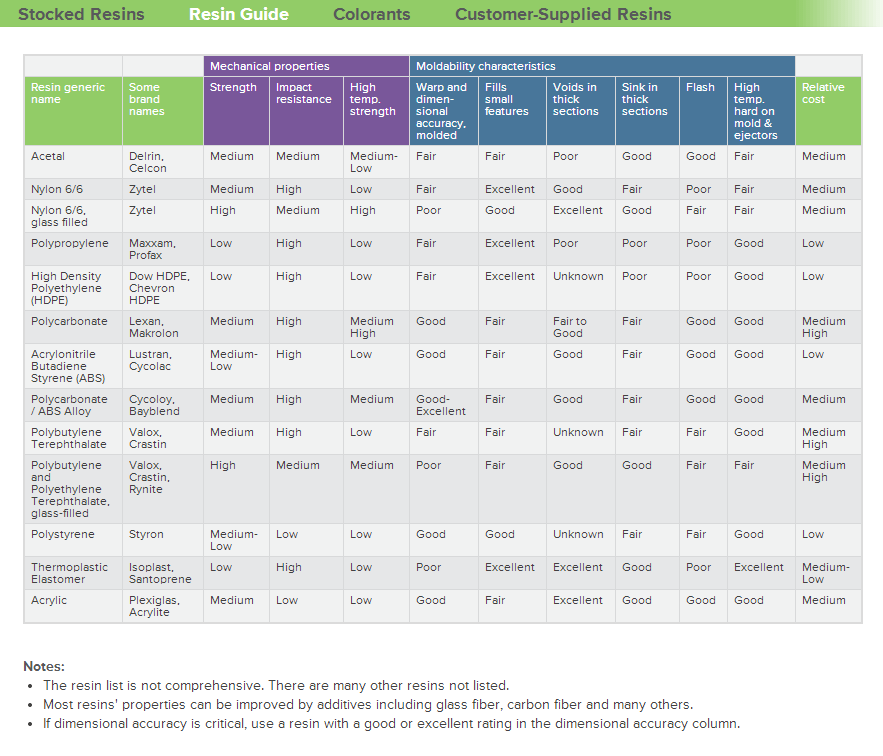 Stocked Resins Resin Guide Colorants Customer-Supplied Resins
Mechanical properties Moldability characteristics
Resin generic name Some brand names Strength Impact resistance High temp. strength Warp and dimen-sional accuracy, molded Fills small features Voids in thick sections Sink in thick sections Flash High temp. hard on mold & ejectors Relative cost
Acetal Delrin, Celcon Medium Medium Medium-Low Fair Fair Poor Good Good Fair Medium
Nylon 6/6 Zytel Medium High Low Fair Excellent Good Fair Poor Fair Medium
Nylon 6/6, glass filled Zytel High Medium High Poor Good Excellent Good Fair Fair Medium
Polypropylene Maxxam, Profax Low High Low Fair Excellent Poor Poor Poor Good Low
High Density Polyethylene (HDPE) Dow HDPE, Chevron HDPE Low High Low Fair Excellent Unknown Poor Poor Good Low
Polycarbonate Lexan, Makrolon Medium High Medium High Good Fair Fair to Good Fair Good Good Medium High
Acrylonitrile Butadiene Styrene (ABS) Lustran, Cycolac Medium-Low High Low Good Fair Good Fair Good Good Low
Polycarbonate / ABS Alloy Cycoloy, Bayblend Medium High Medium Good-Excellent Fair Good Fair Good Good Medium
Polybutylene Terephthalate Valox, Crastin Medium High Low Fair Fair Unknown Fair Fair Good Medium High
Polybutylene and Polyethylene Terephthalate, glass-filled Valox, Crastin, Rynite High Medium Medium Poor Fair Good Good Fair Fair Medium High
Polystyrene Styron Medium-Low Low Low Good Good Unknown Fair Fair Good Low
Thermoplastic Elastomer Isoplast, Santoprene Low High Low Poor Excellent Excellent Good Poor Excellent Medium-Low
Acrylic Plexiglas, Acrylite Medium Low Low Good Fair Excellent Good Good Good Medium
Notes:
• The resin list is not comprehensive. There are many other resins not listed.
• Most resins' properties can be improved by additives including glass fiber, carbon fiber and many others.
• If dimensional accuracy is critical, use a resin with a good or excellent rating in the dimensional accuracy column.